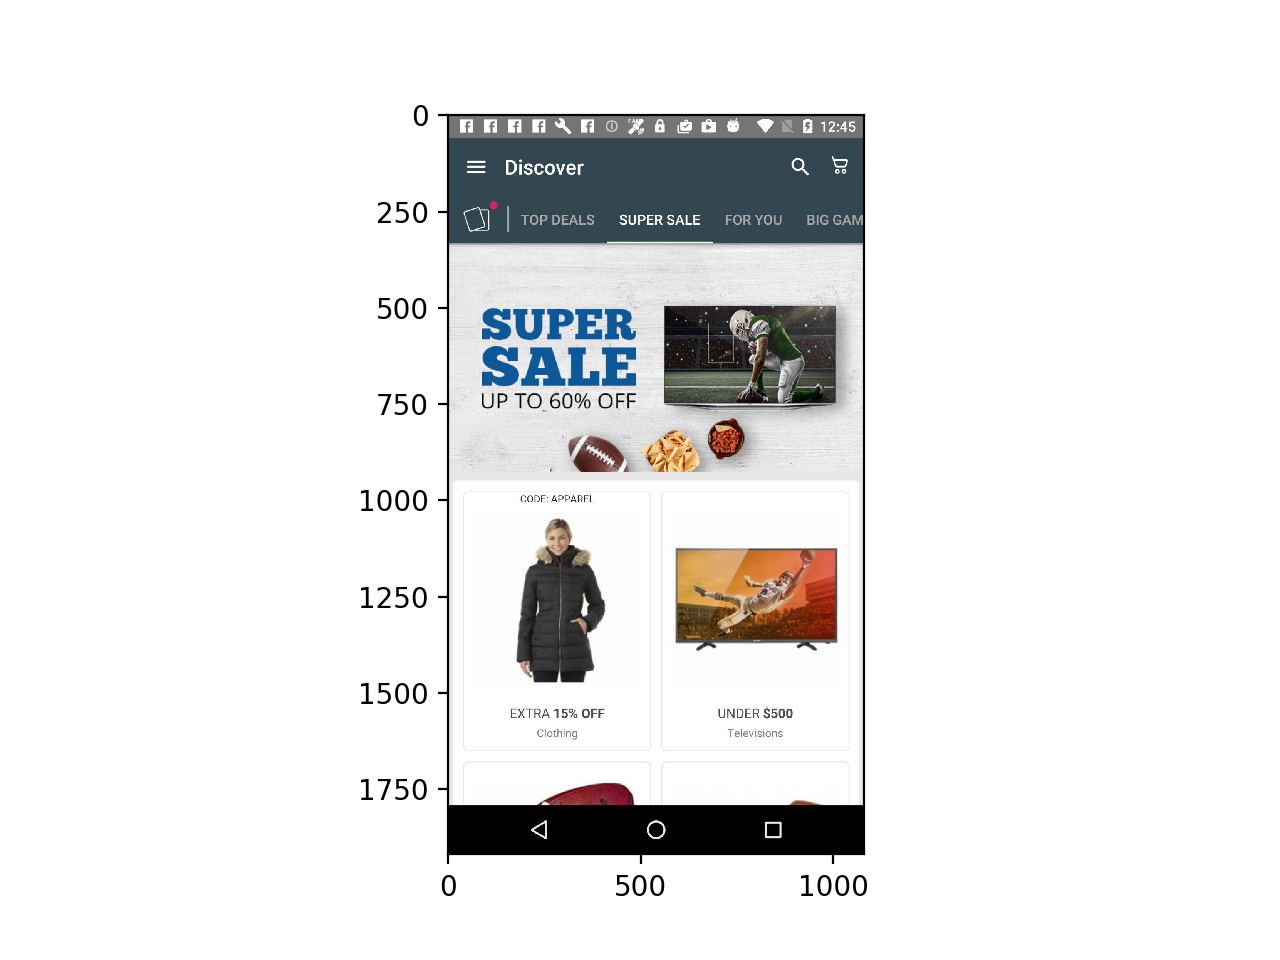 0
250
500
750
1000
1250
1500
1750
12:45
Discover
TOP DEALS SUPER SALE FOR YOU BIG GAM
SUPER
SALE
UP TO 60% OFF
CODE: APPAREL
EXTRA 15% OFF
Clothing
UNDER $500
Televisions
0 500 1000